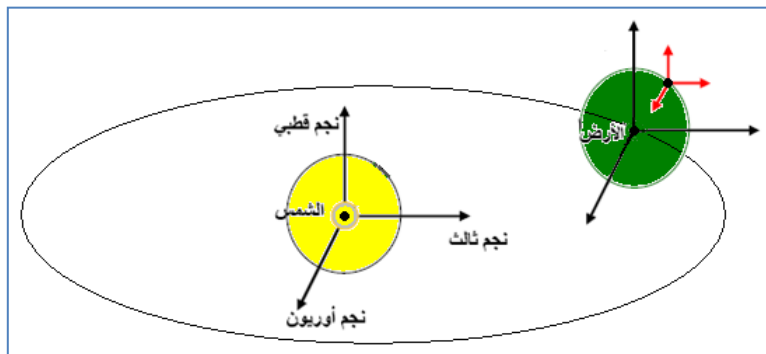 نجم قطبي
الأرض
الشمس
نجم ثالث
نجم أوريون